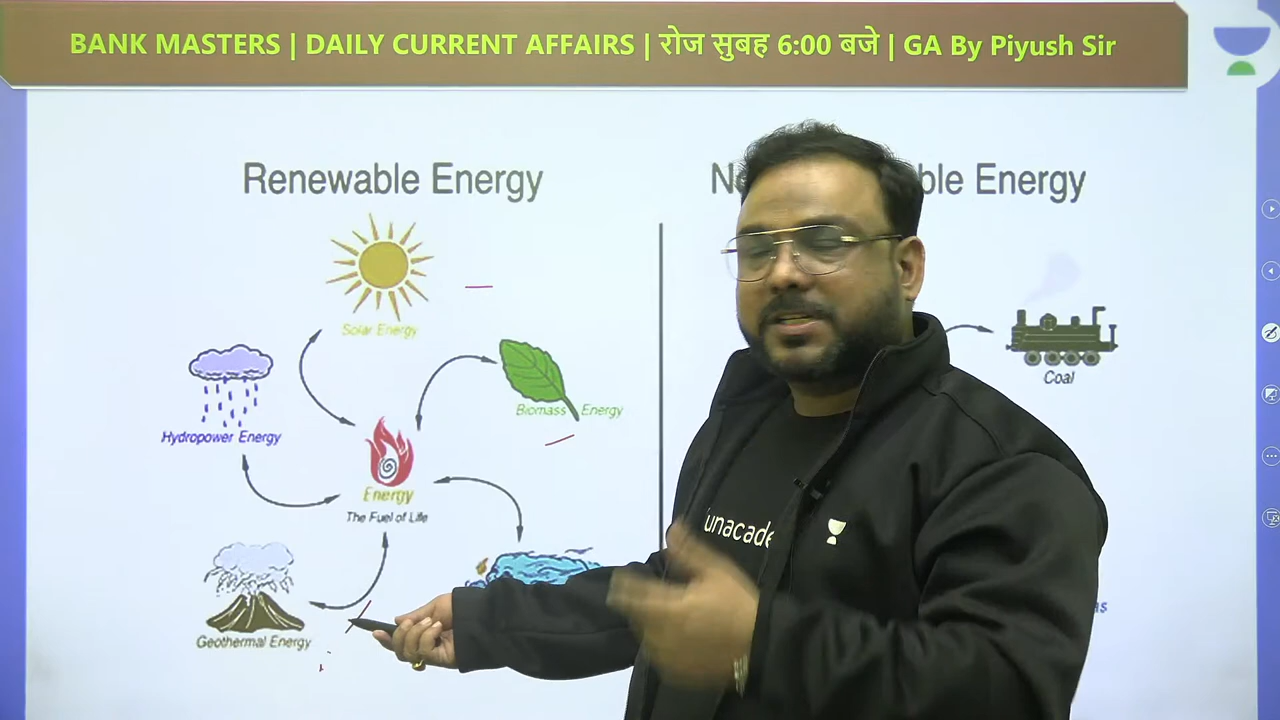 BANK MASTERS | DAILY CURRENT AFFAIRS | रोज सुबह 6:00 बजे | GA By Piyush Sir
Renewable Energy
Energy
Solar Energy
Biomass Energy
Hydropower Energy
Energy
The Fuel of Life
Geothermal Energy
Coal
unacade